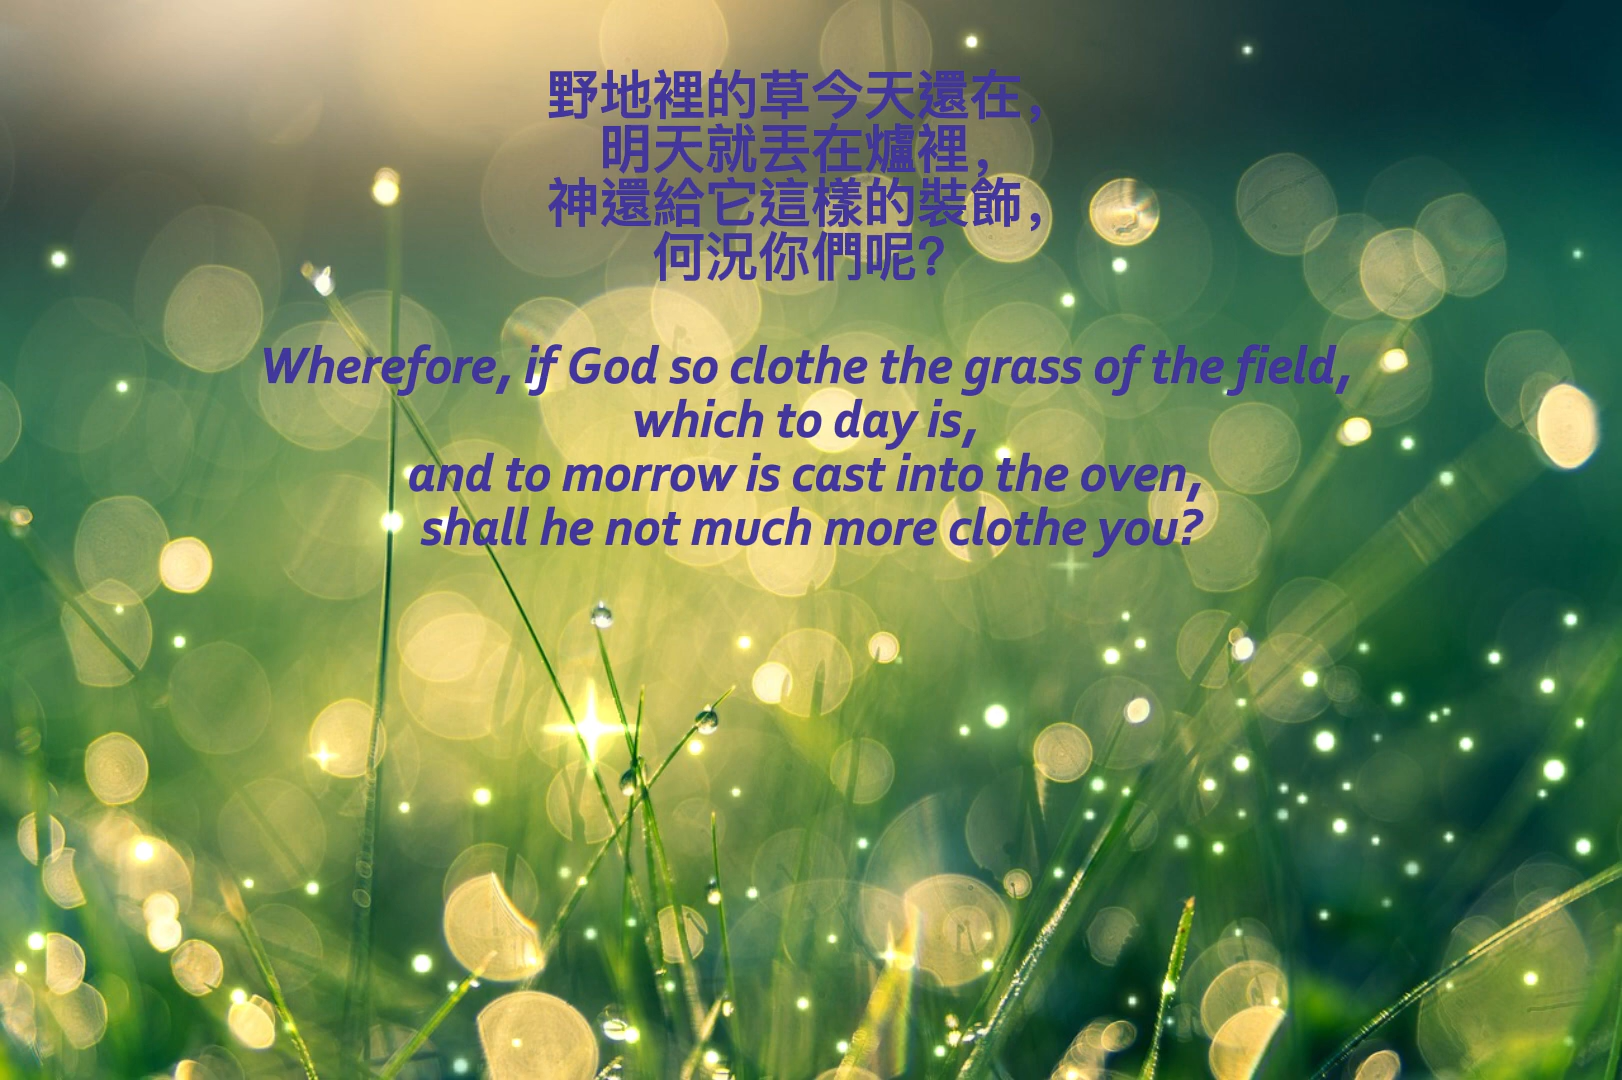 野地裡的草今天還在，
明天就丟在爐裡，
神還給它這樣的裝飾，
何況你們呢？
Wherefore, if God so clothe the grass of the field,
which to day is,
and to morrow is cast into the oven,
shall he not much more clothe you?